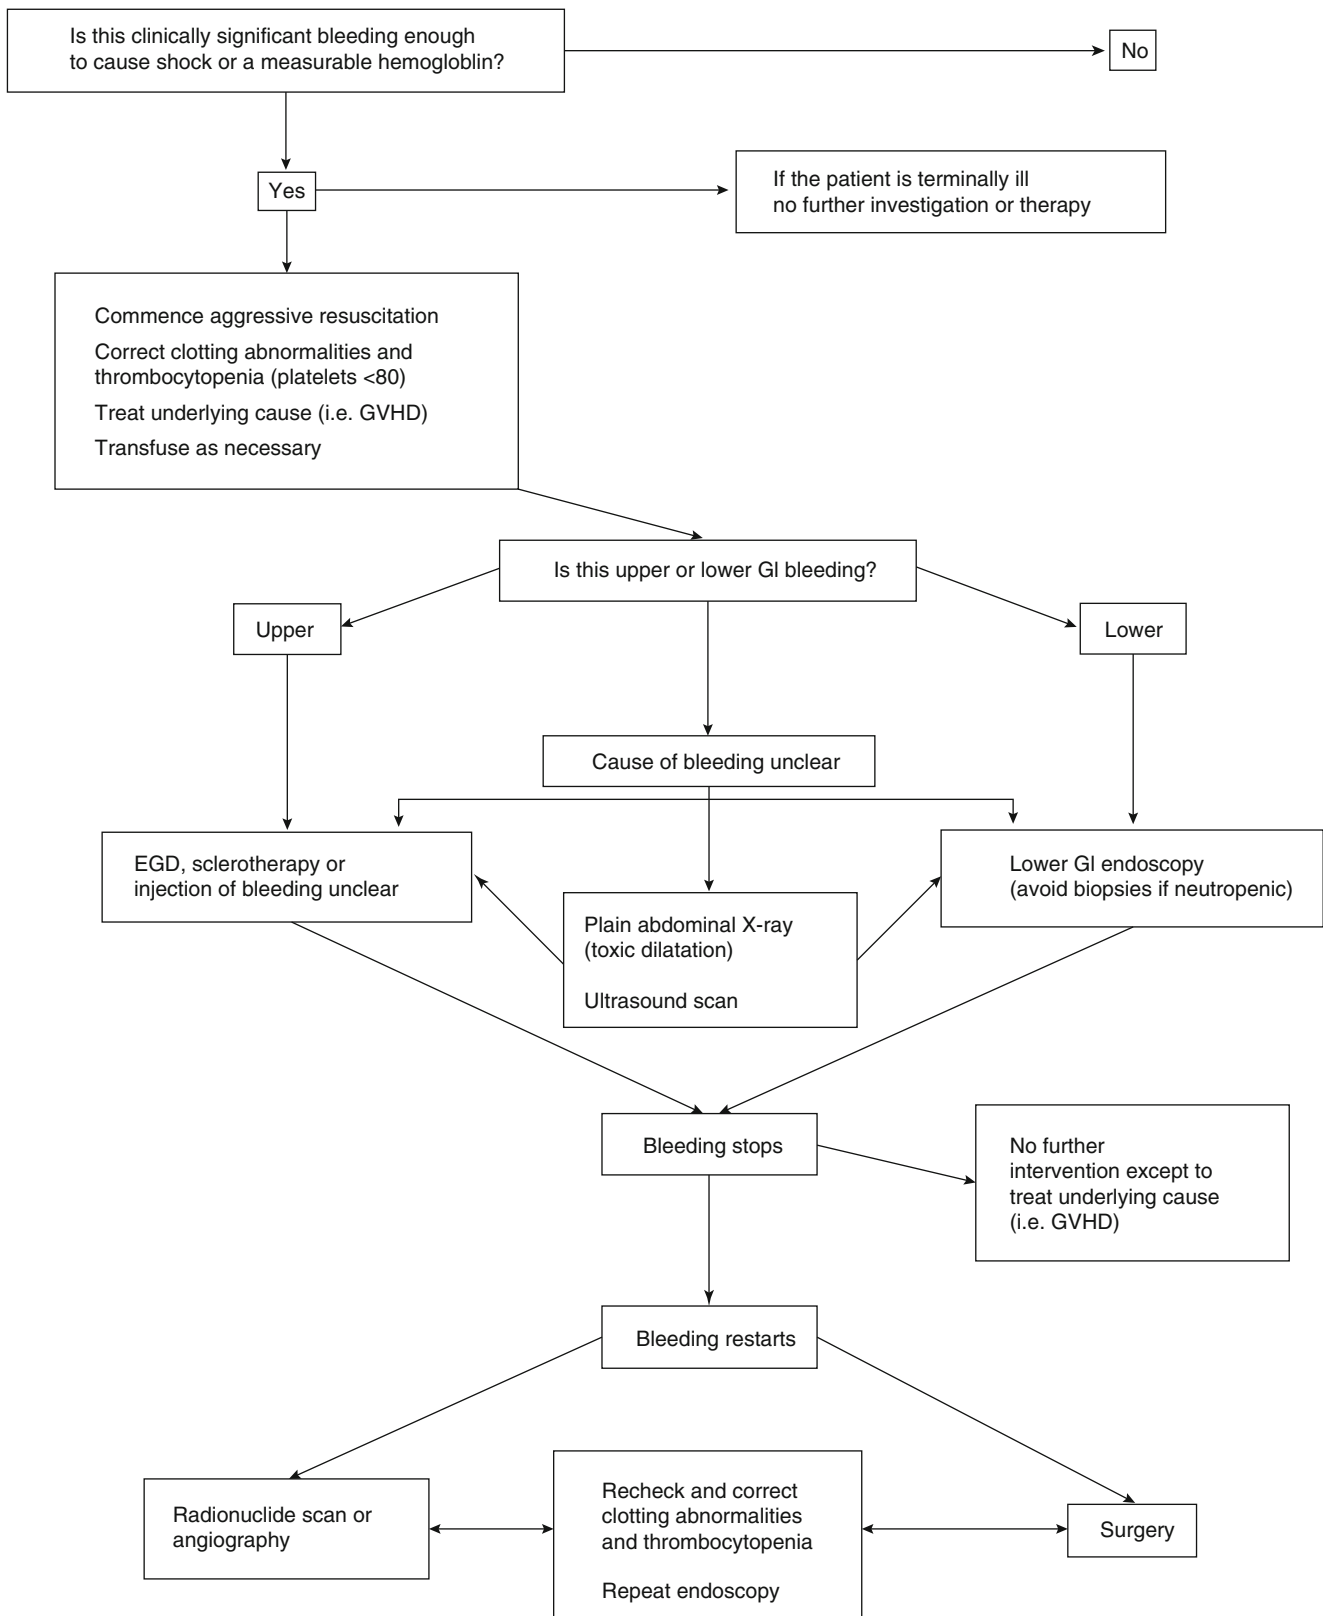 Is this clinically significant bleeding enough
to cause shock or a measurable hemoglobin?
No
Yes
If the patient is terminally ill
no further investigation or therapy
Commence aggressive resuscitation
Correct clotting abnormalities and
thrombocytopenia (platelets <80)
Treat underlying cause (i.e. GVHD)
Transfuse as necessary
Is this upper or lower GI bleeding?
Upper
Lower
Cause of bleeding unclear
EGD, sclerotherapy or
injection of bleeding unclear
Lower GI endoscopy
(avoid biopsies if neutropenic)
Plain abdominal X-ray
(toxic dilatation)
Ultrasound scan
Bleeding stops
No further
intervention except to
treat underlying cause
(i.e. GVHD)
Bleeding restarts
Radionuclide scan or
angiography
Recheck and correct
clotting abnormalities
and thrombocytopenia
Repeat endoscopy
Surgery